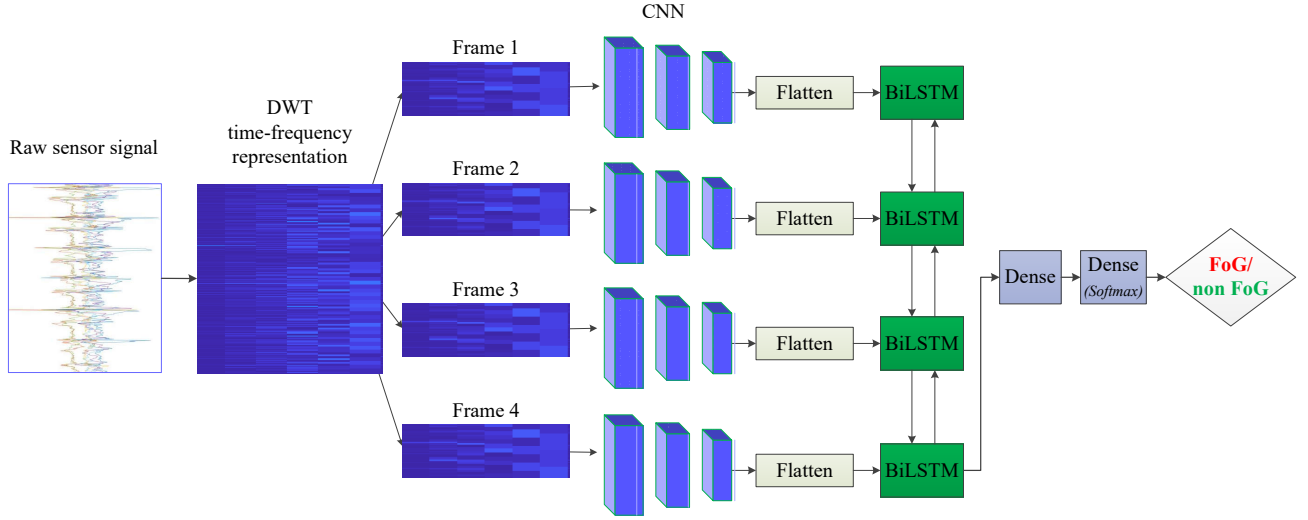 CNN
Frame 1
Flatten
BiLSTM
DWT
time-frequency
representation
Raw sensor signal
Frame 2
Flatten
BiLSTM
Dense
Dense
(Softmax)
FoG/
non FoG
Frame 3
Flatten
BiLSTM
Frame 4
Flatten
BiLSTM